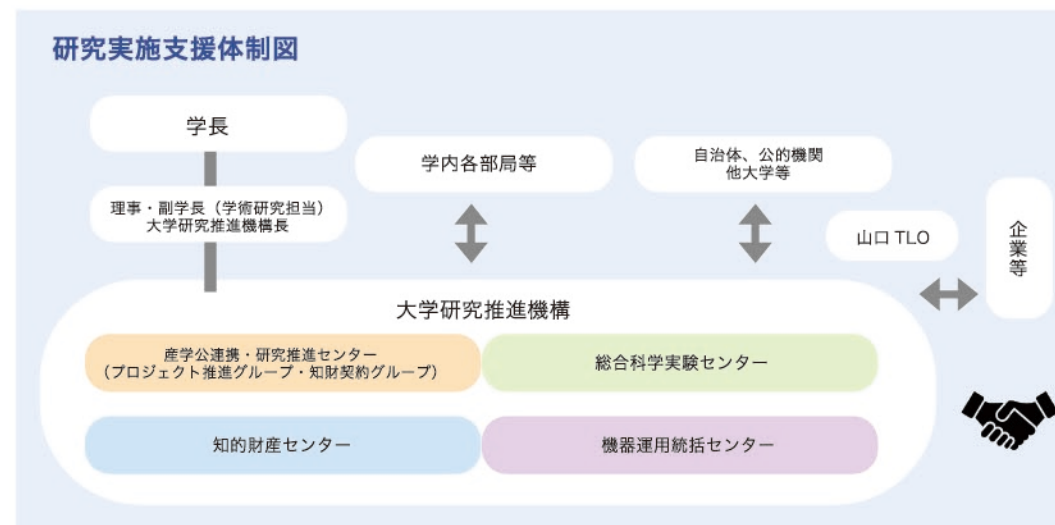 研究実施支援体制図
学長
理事・副学長（学術研究担当）
大学研究推進機構長
学内各部局等
自治体、公的機関
他大学等
山口 TLO
企業等
大学研究推進機構
産学公連携・研究推進センター
（プロジェクト推進グループ・知財契約グループ）
総合科学実験センター
知的財産センター
機器運用統括センター